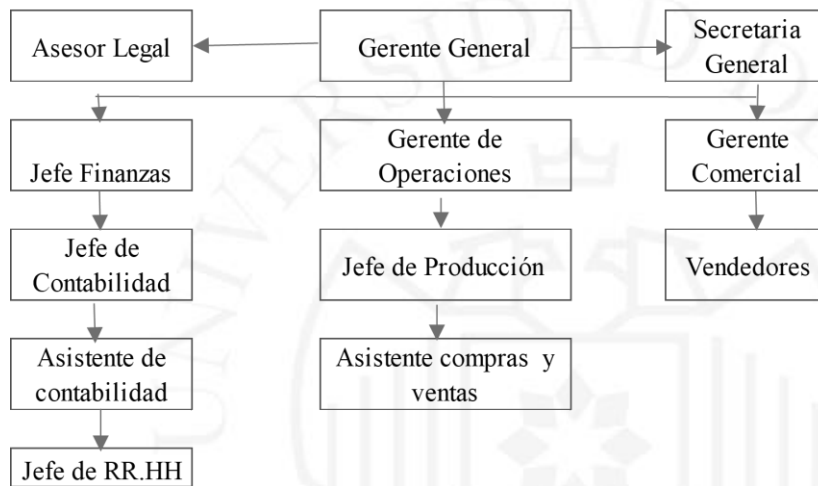 Asesor Legal
Gerente General
Secretaria
General
Jefe Finanzas
Gerente de
Operaciones
Gerente
Comercial
Jefe de
Contabilidad
Jefe de Producción
Vendedores
Asistente de
contabilidad
Asistente compras y
ventas
Jefe de RR.HH
UNIVERSIDAD